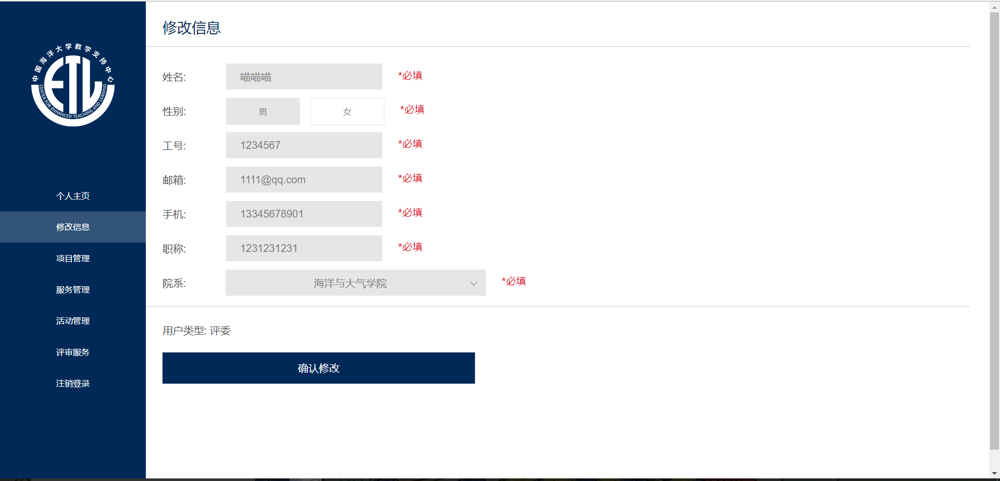 中国海洋大学教学支持中心
ETL
CENTER FOR ENHANCED TEACHING AND LEANING
个人主页
修改信息
项目管理
服务管理
活动管理
评审服务
注销登录
修改信息
姓名: 喵喵喵 *必填
性别: 男 女 *必填
工号: 1234567 *必填
邮箱: 1111@qq.com *必填
手机: 13345678901 *必填
职称: 1231231231 *必填
院系: 海洋与大气学院 *必填
用户类型: 评委
确认修改